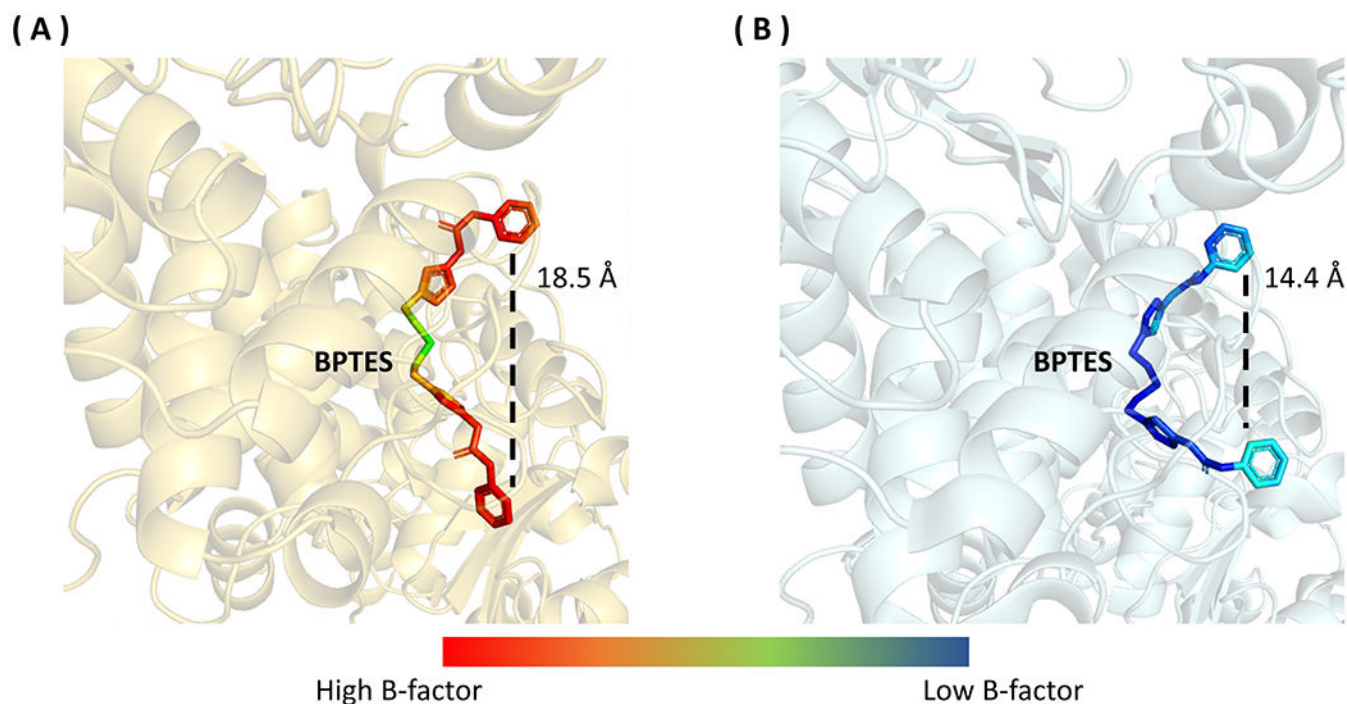 ( A )
( B )
18.5 Å
14.4 Å
BPTES
BPTES
High B-factor
Low B-factor